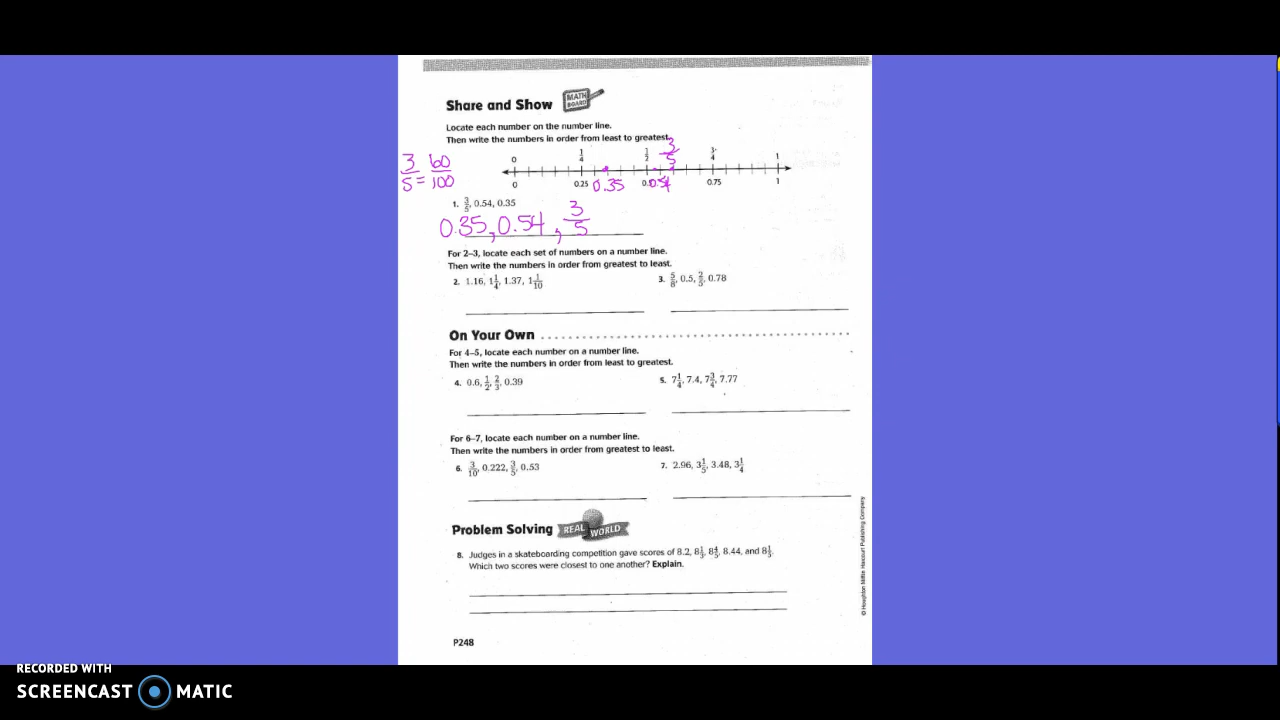 Share and Show MATH BOARD
Locate each number on the number line.
Then write the numbers in order from least to greatest.
3/5 = 60/100
3/5
0 1/4 1/2 3/4 1
0 0.25 0.35 0.5 0.54 0.75 1
1. 3/5, 0.54, 0.35
0.35, 0.54, 3/5
For 2–3, locate each set of numbers on a number line.
Then write the numbers in order from greatest to least.
2. 1.16, 1 1/4, 1.37, 1 1/10
3. 5/8, 0.5, 2/5, 0.78
On Your Own
For 4–5, locate each number on a number line.
Then write the numbers in order from least to greatest.
4. 0.6, 1/2, 2/3, 0.39
5. 7 1/4, 7.4, 7 3/4, 7.77
For 6–7, locate each number on a number line.
Then write the numbers in order from greatest to least.
6. 3/10, 0.222, 3/5, 0.53
7. 2.96, 3 1/5, 3.48, 3 1/4
Problem Solving REAL WORLD
8. Judges in a skateboarding competition gave scores of 8.2, 8 1/3, 8 4/5, 8.44, and 8
Which two scores were closest to one another? Explain.
© Houghton Mifflin Harcourt Publishing Company
P248
RECORDED WITH
SCREENCAST MATIC